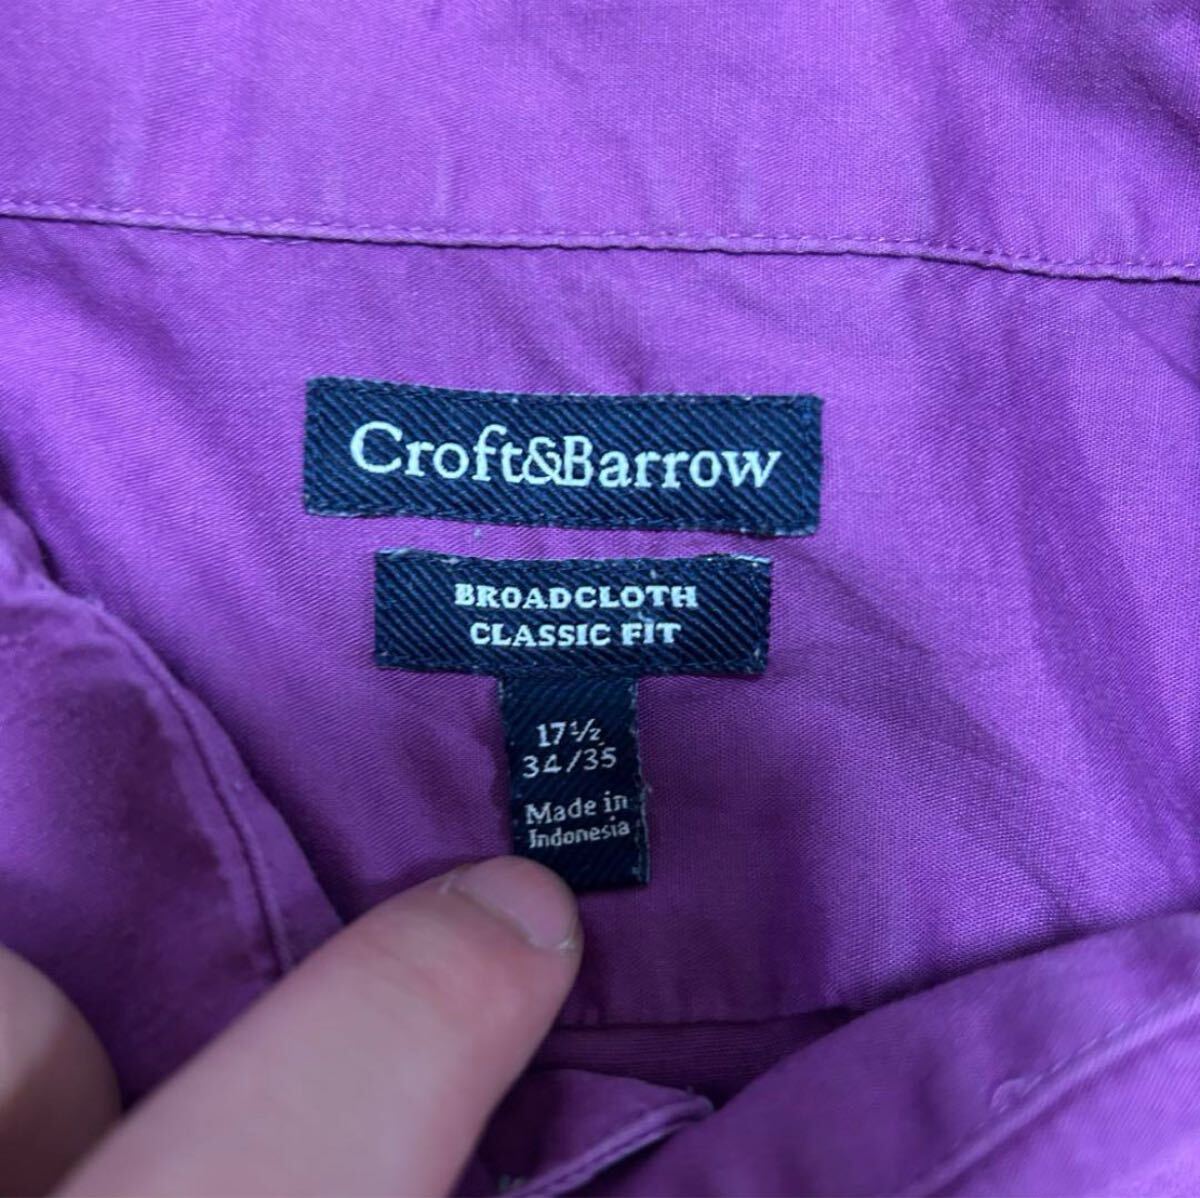 Croft&Barrow
BROADCLOTH
CLASSIC FIT
17½
34/35
Made in
Indonesia